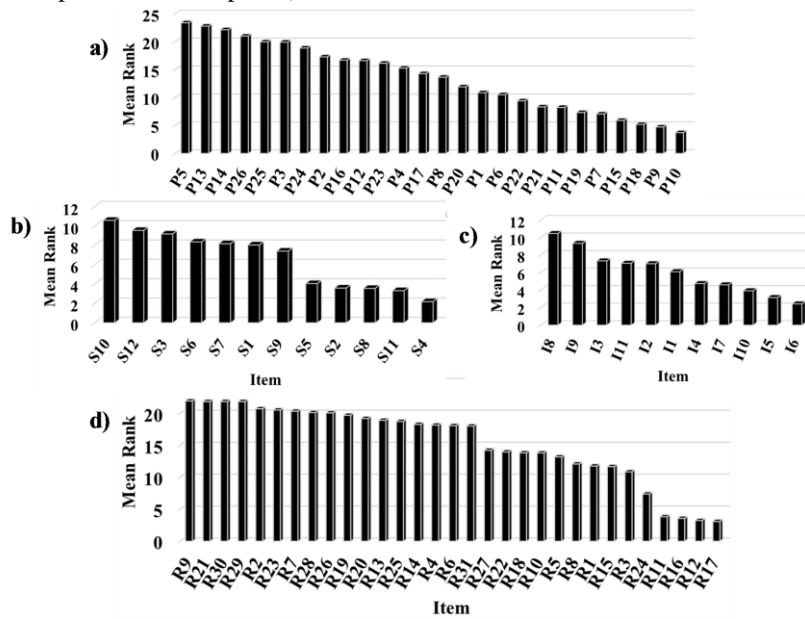 a)
Mean Rank
25
20
15
10
5
0
P5 P13 P14 P26 P25 P3 P24 P2 P16 P12 P23 P4 P17 P8 P20 P1 P6 P22 P21 P11 P19 P7 P15 P18 P9 P10
b)
Mean Rank
12
10
8
6
4
2
0
S10 S12 S3 S6 S7 S1 S9 S5 S2 S8 S11 S4
Item
c)
Mean Rank
12
10
8
6
4
2
0
I8 I9 I3 I11 I2 I1 I4 I7 I10 I5 I6
Item
d)
Mean Rank
20
15
10
5
0
R9 R21 R30 R29 R2 R23 R7 R28 R26 R19 R20 R13 R25 R14 R4 R6 R31 R27 R22 R18 R10 R5 R8 R1 R15 R3 R24 R11 R16 R12 R17
Item